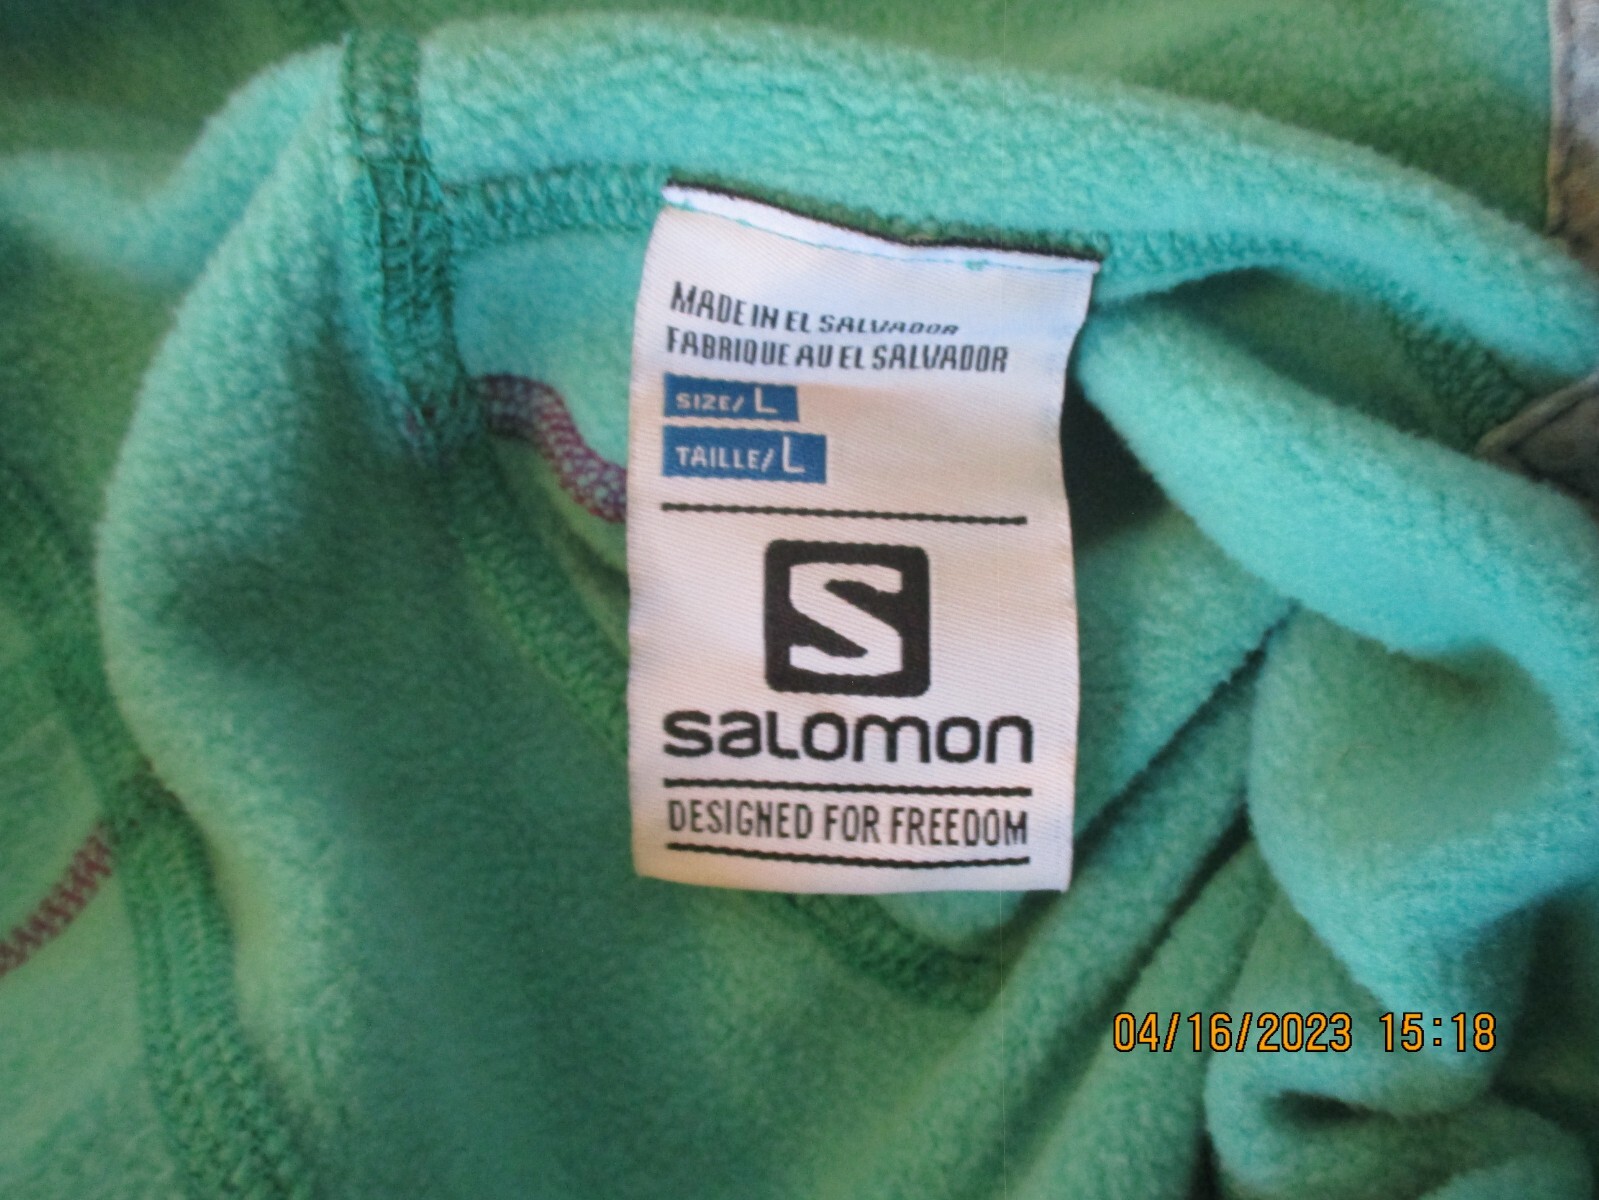 MADE IN EL SALVADOR
FABRIQUE AU EL SALVADOR
SIZE/ L
TAILLE/ L
S
SALOMON
DESIGNED FOR FREEDOM
04/16/2023 15:18